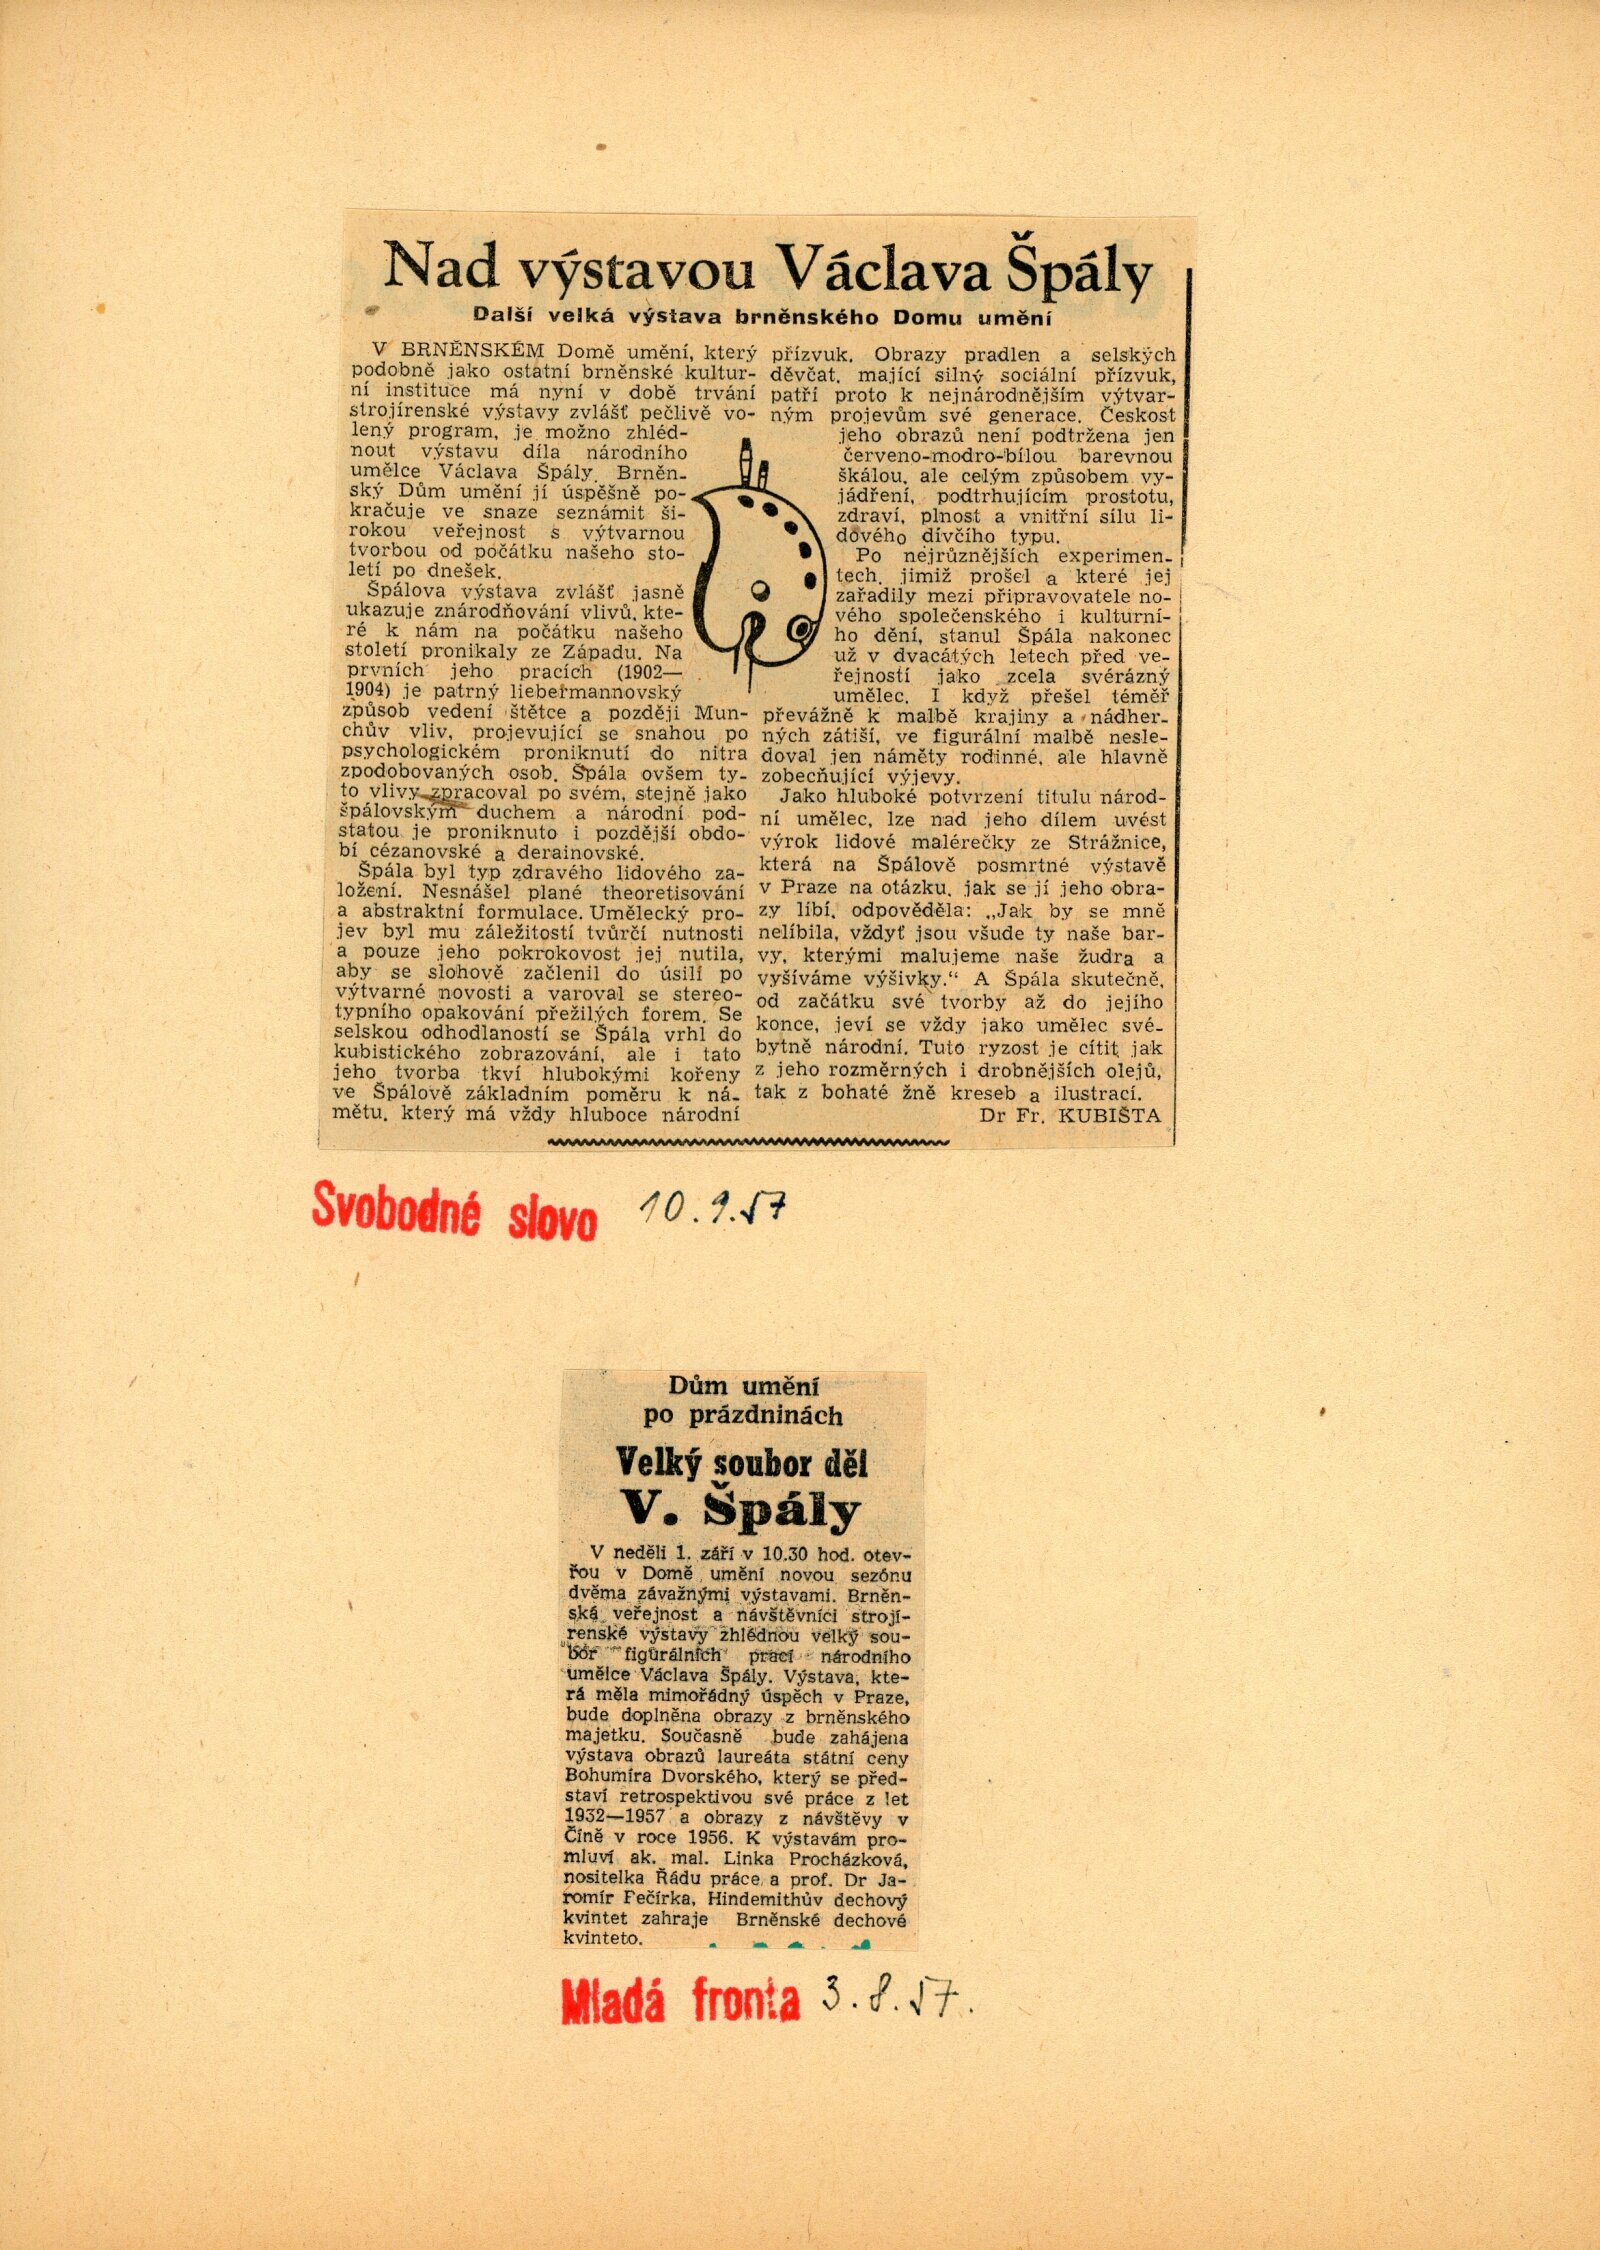 Nad výstavou Václava Špály
Další velká výstava brněnského Domu umění
V BRNĚNSKÉM Domě umění, který
podobně jako ostatní brněnské kultur-
ní instituce má nyní v době trvání
strojírenské výstavy zvlášť pečlivě vo-
lený program, je možno zhléd-
nout výstavu díla národního
umělce Václava Špály. Brněn-
ský Dům umění jí úspěšně po-
kračuje ve snaze seznámit ši-
rokou veřejnost s výtvarnou
tvorbou od počátku našeho sto-
letí po dnešek.
Špálova výstava zvlášť jasně
ukazuje znárodňování vlivů, kte-
ré k nám na počátku našeho
století pronikaly ze Západu. Na
prvních jeho pracích (1902—
1904) je patrný liebermannovský
způsob vedení štětce a později Mun-
chův vliv, projevující se snahou po
psychologickém proniknutí do nitra
zpodobovaných osob. Špála ovšem ty-
to vlivy zpracoval po svém, stejně jako
špálovským duchem a národní pod-
statou je proniknuto i pozdější obdo-
bí cézanovské a derainovské.
Špála byl typ zdravého lidového za-
ložení. Nesnášel plané theoretisování
a abstraktní formulace. Umělecký pro-
jev byl mu záležitostí tvůrčí nutnosti
a pouze jeho pokrokovost jej nutila,
aby se slohově začlenil do úsilí po
výtvarné novosti a varoval se stereo-
typního opakování přežilých forem. Se
selskou odhodlaností se Špála vrhl do
kubistického zobrazování, ale i tato
jeho tvorba tkví hlubokými kořeny
ve Špálově základním poměru k ná-
mětu, který má vždy hluboce národní
přízvuk. Obrazy pradlen a selských
děvčat, mající silný sociální přízvuk,
patří proto k nejnárodnějším výtvar-
ným projevům své generace. Českost
jeho obrazů není podtržena jen
červeno-modro-bílou barevnou
škálou, ale celým způsobem vy-
jádření, podtrhujícím prostotu,
zdraví, plnost a vnitřní sílu li-
dového dívčího typu.
Po nejrůznějších experimen-
tech, jimiž prošel a které jej
zařadily mezi připravovatele no-
vého společenského i kulturní-
ho dění, stanul Špála nakonec
už v dvacátých letech před ve-
řejností jako zcela svérázný
umělec. I když přešel téměř
převážně k malbě krajiny a nádher-
ných zátiší, ve figurální malbě nesle-
doval jen náměty rodinné, ale hlavně
zobecňující výjevy.
Jako hluboké potvrzení titulu národ-
ní umělec, lze nad jeho dílem uvést
výrok lidové malérečky ze Strážnice,
která na Špálově posmrtné výstavě
v Praze na otázku, jak se jí jeho obra-
zy líbí, odpověděla: „Jak by se mně
nelíbila, vždyť jsou všude ty naše bar-
vy, kterými malujeme naše žudra a
vyšíváme výšivky.“ A Špála skutečně,
od začátku své tvorby až do jejího
konce, jeví se vždy jako umělec své-
bytně národní. Tuto ryzost je cítit jak
z jeho rozměrných i drobnějších olejů,
tak z bohaté žně kreseb a ilustrací.
Dr Fr. KUBIŠTA
Svobodné slovo 10.9.57
Dům umění
po prázdninách
Velký soubor děl
V. Špály
V neděli 1. září v 10.30 hod. otev-
řou v Domě umění novou sezónu
dvěma závažnými výstavami. Brněn-
ská veřejnost a návštěvníci strojí-
renské výstavy zhlédnou velký sou-
bor figurálních prací národního
umělce Václava Špály. Výstava, kte-
rá měla mimořádný úspěch v Praze,
bude doplněna obrazy z brněnského
majetku. Současně bude zahájena
výstava obrazů laureáta státní ceny
Bohumíra Dvorského, který se před-
staví retrospektivou své práce z let
1932—1957 a obrazy z návštěvy v
Číně v roce 1956. K výstavám pro-
mluví ak. mal. Linka Procházková,
nositelka Řádu práce a prof. Dr Ja-
romír Fečírka, Hindemithův dechový
kvintet zahraje Brněnské dechové
kvinteto.
Mladá fronta 3.8.57.